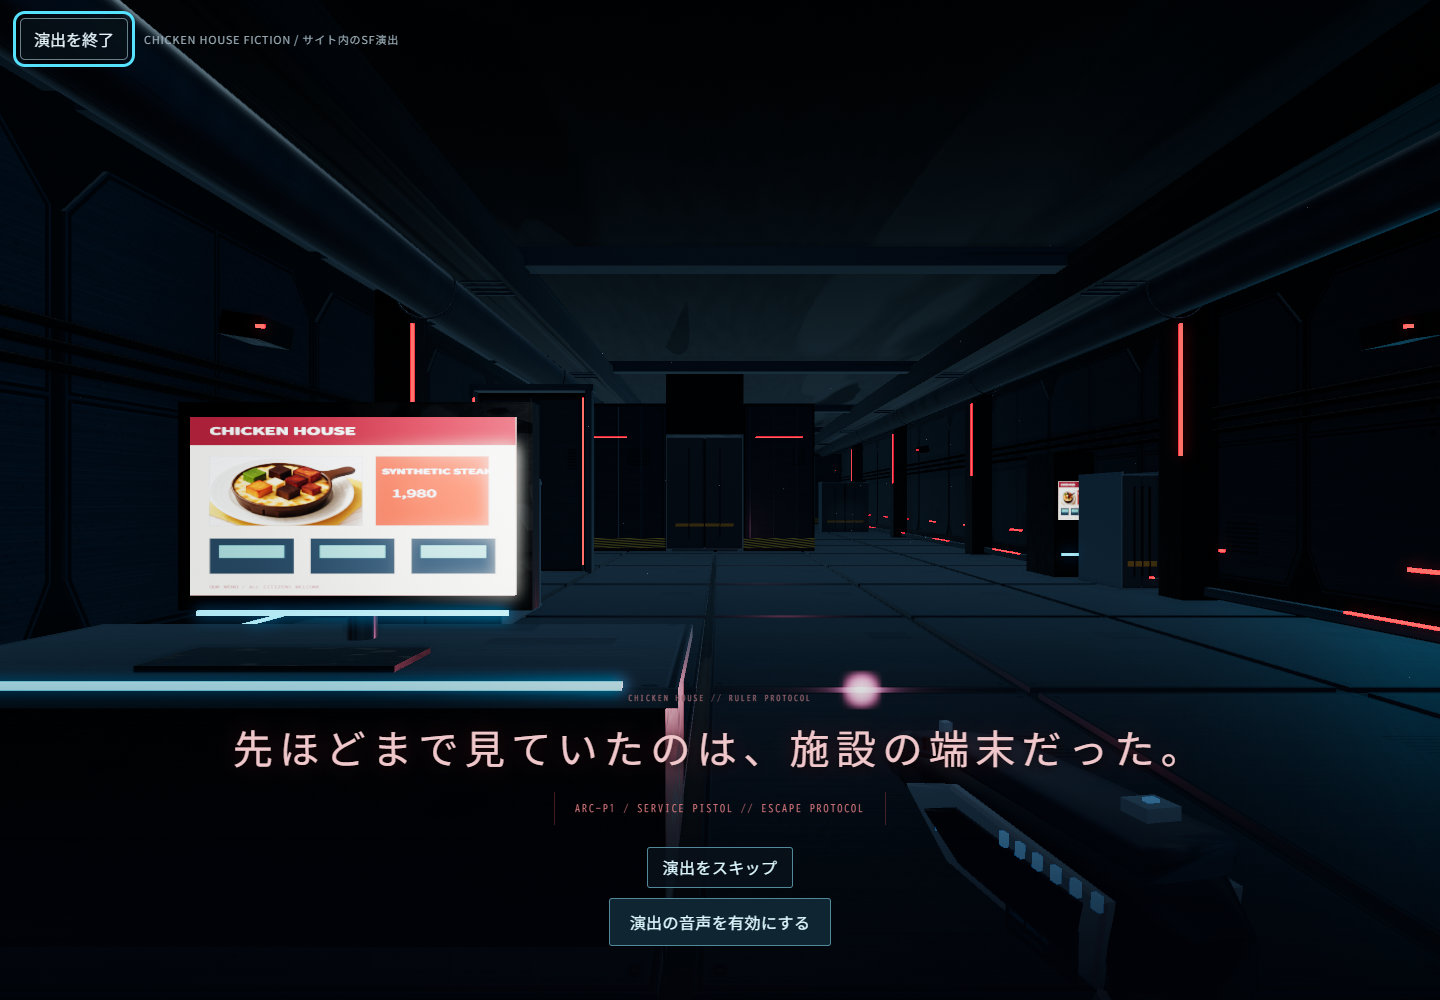 演出を終了
CHICKEN HOUSE FICTION / サイト内のSF演出
CHICKEN HOUSE
SYNTHETIC STEAK
1,980
CHICKEN HOUSE // RULER PROTOCOL
先ほどまで見ていたのは、施設の端末だった。
ARC-P1 / SERVICE PISTOL // ESCAPE PROTOCOL
演出をスキップ
演出の音声を有効にする